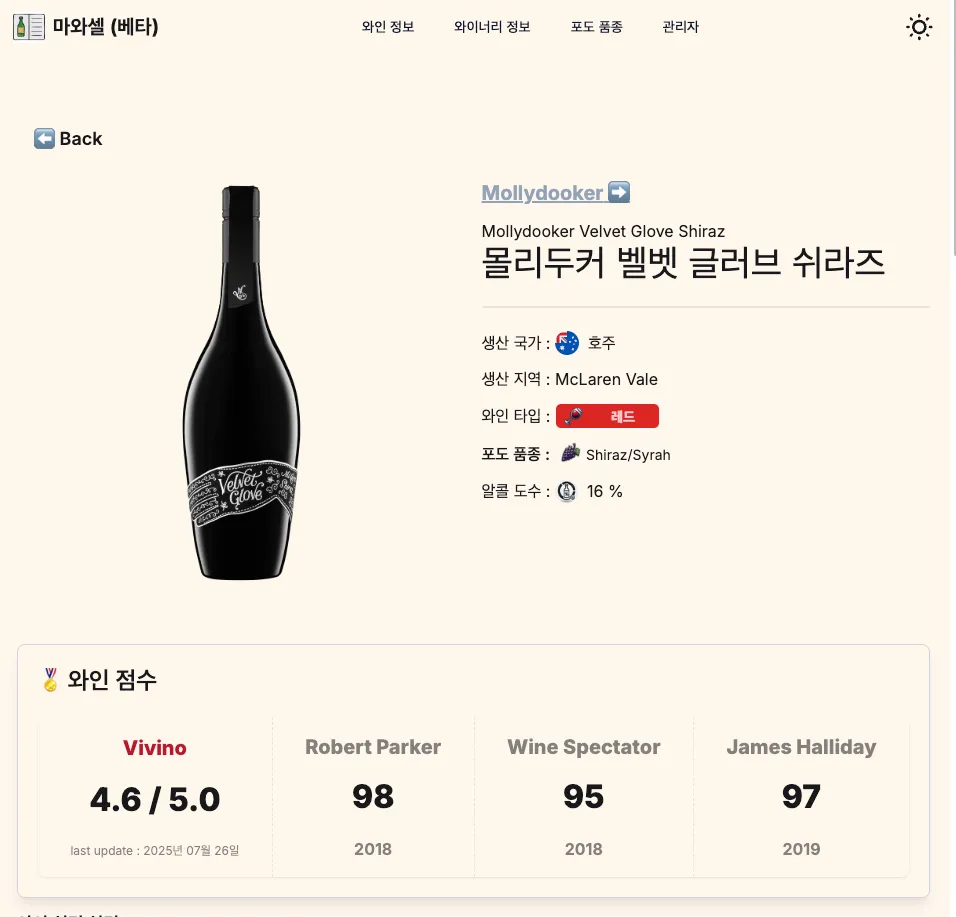 마와셀 (베타)
와인 정보 와이너리 정보 포도 품종 관리자
Back
Mollydooker
Mollydooker Velvet Glove Shiraz
몰리두커 벨벳 글러브 쉬라즈
생산 국가 : 호주
생산 지역 : McLaren Vale
와인 타입 : 레드
포도 품종 : Shiraz/Syrah
알콜 도수 : 16 %
Velvet
Glove
와인 점수
Vivino Robert Parker Wine Spectator James Halliday
4.6 / 5.0 98 95 97
last update : 2025년 07월 26일 2018 2018 2019